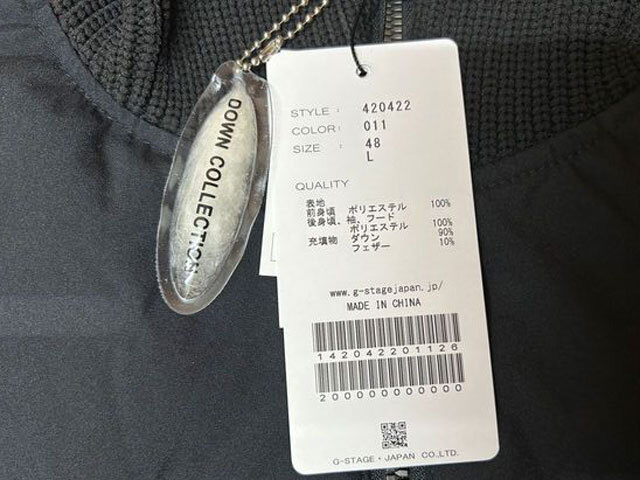 DOWN COLLECTION
STYLE : 420422
COLOR: 011
SIZE : 48
L
QUALITY
表地
前身頃 ポリエステル 100%
後身頃、袖、フード
ポリエステル 100%
充填物 ダウン 90%
フェザー 10%
www.g-stagejapan.jp/
MADE IN CHINA
1420422011126
2000000000000
G-STAGE・JAPAN CO.,LTD.